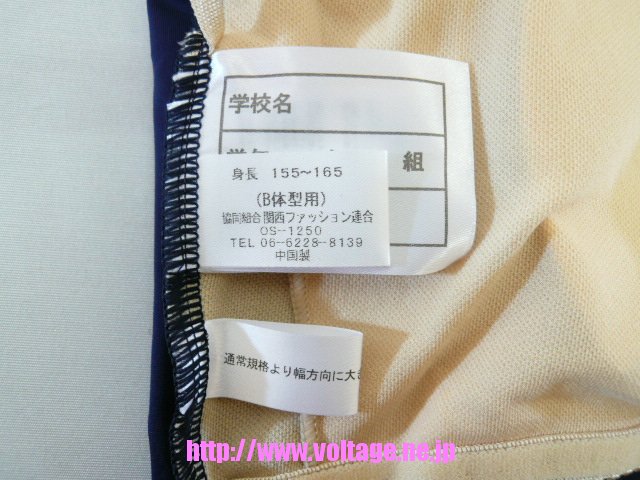 学校名
組
身長 155~165
(B体型用)
協同組合 関西ファッション連合
OS-1250
TEL 06-6228-8139
中国製
通常規格より幅方向に大き
http://www.voltage.ne.jp